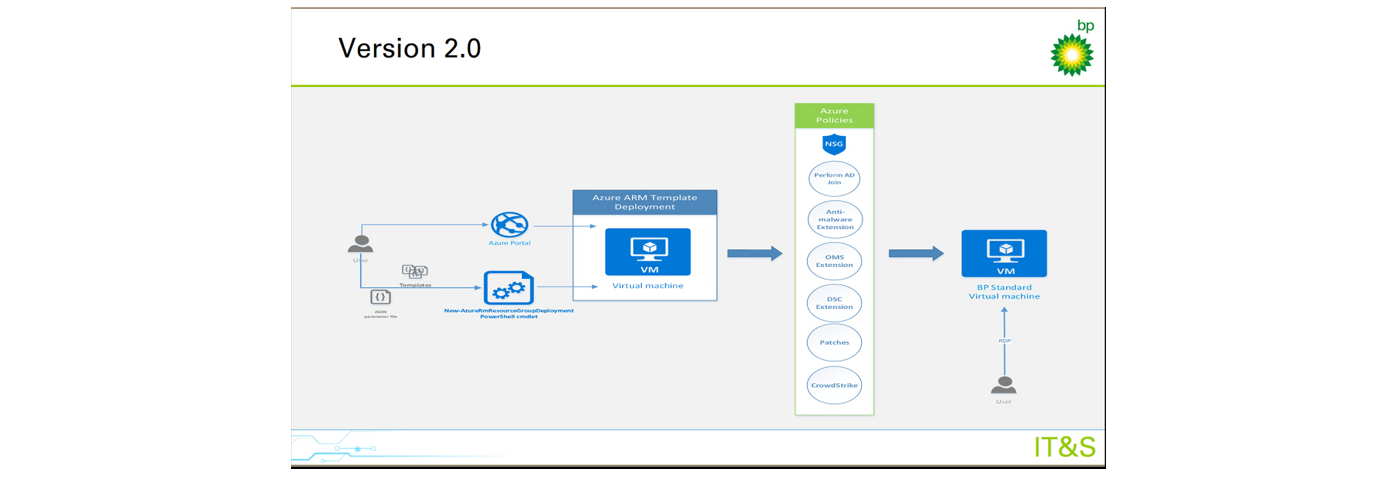 bp
Version 2.0
Azure
Policies
NSG
Perform AD
Join
Anti-
malware
Extension
OMS
Extension
DSC
Extension
Patches
CrowdStrike
Azure ARM Template
Deployment
VM
Virtual machine
Azure Portal
User
Templates
{}
JSON
parameter file
New-AzureRmResourceGroupDeployment
PowerShell cmdlet
VM
BP Standard
Virtual machine
RDP
User
IT&S